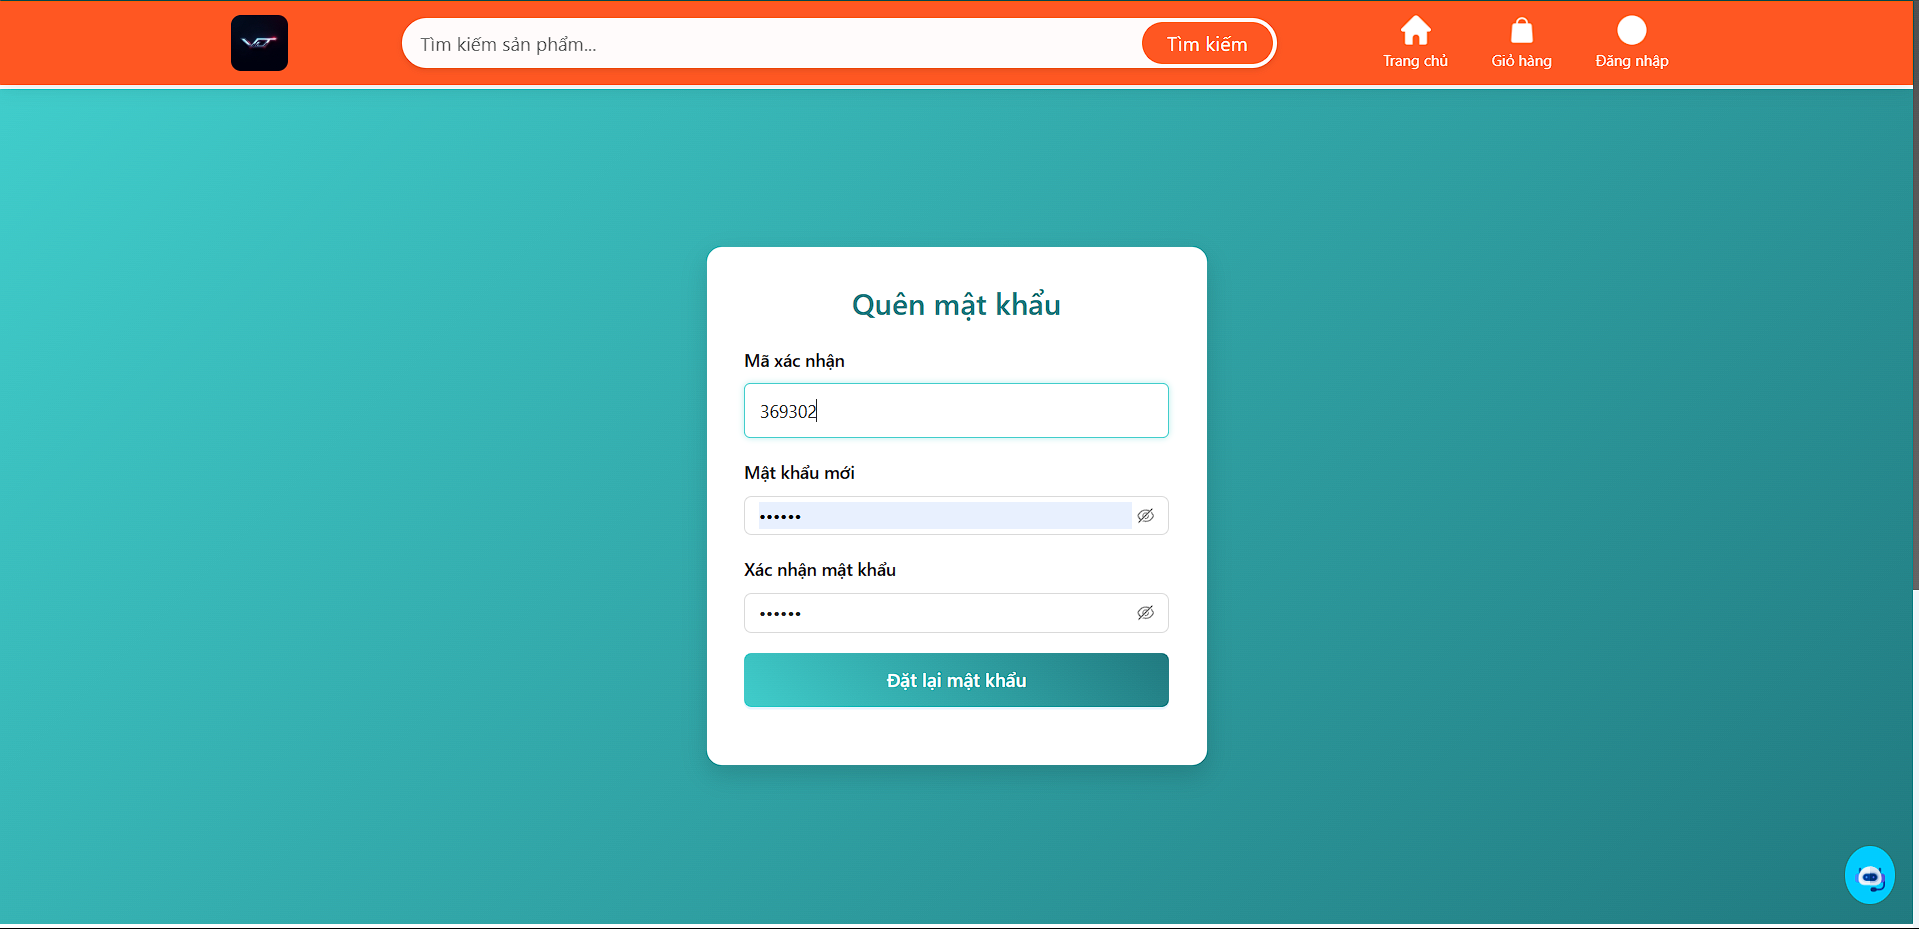 VT
Tìm kiếm sản phẩm...
Tìm kiếm
Trang chủ
Giỏ hàng
Đăng nhập
Quên mật khẩu
Mã xác nhận
369302
Mật khẩu mới
••••••
Xác nhận mật khẩu
••••••
Đặt lại mật khẩu